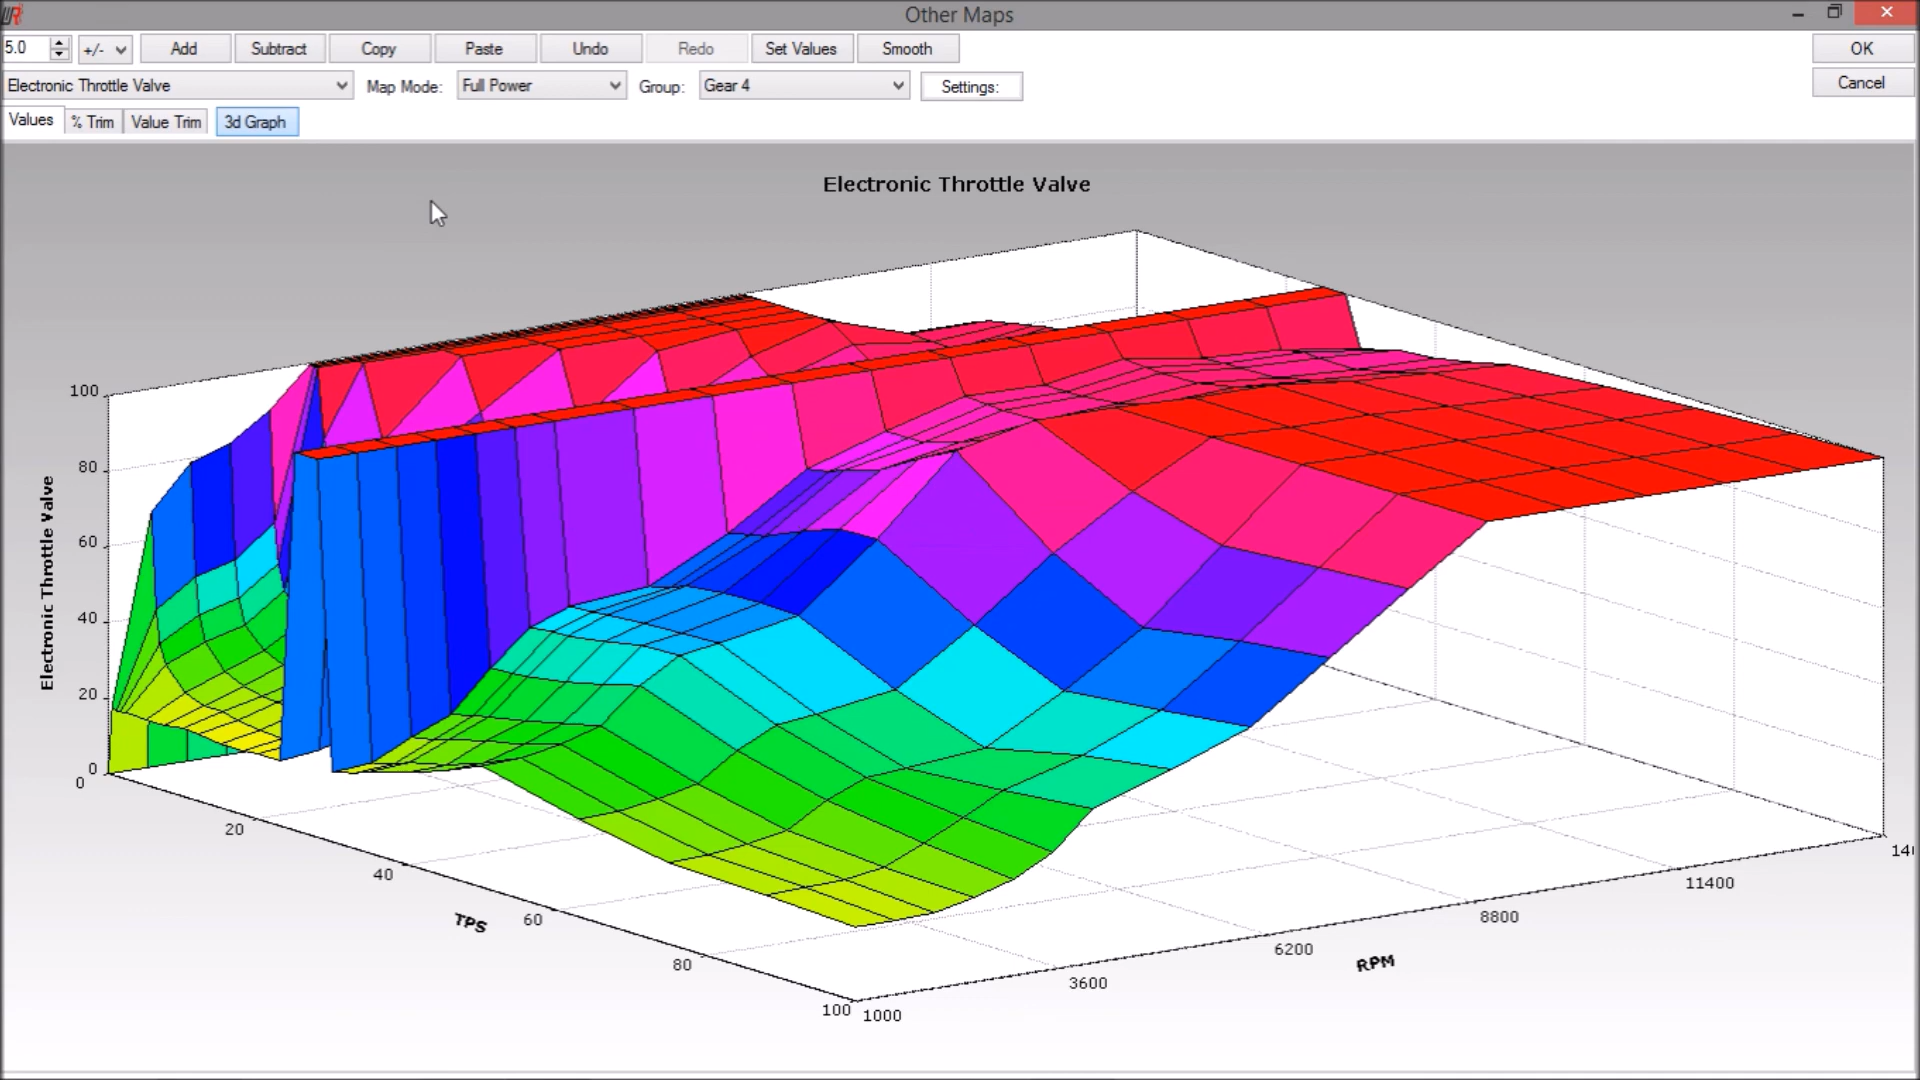 Other Maps
5.0 +/- Add Subtract Copy Paste Undo Redo Set Values Smooth OK
Electronic Throttle Valve Map Mode: Full Power Group: Gear 4 Settings: Cancel
Values % Trim Value Trim 3d Graph
Electronic Throttle Valve
100
80
60
40
20
0
Electronic Throttle Valve
0
20
40
60
80
100
TPS
1000
3600
6200
8800
11400
RPM